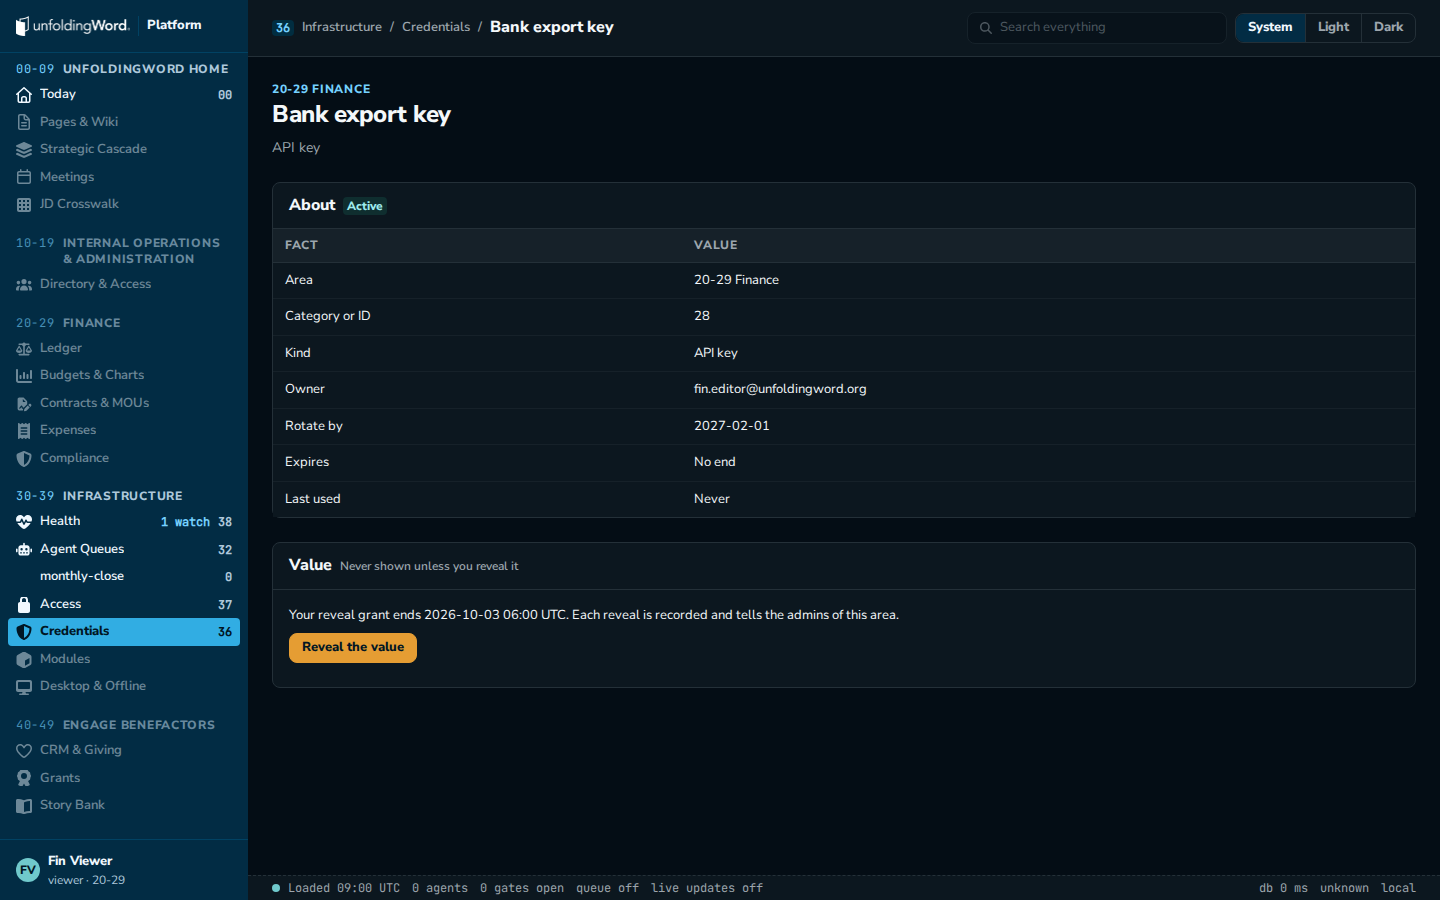 unfoldingWord. Platform
00-09 UNFOLDINGWORD HOME
Today 00
Pages & Wiki
Strategic Cascade
Meetings
JD Crosswalk
10-19 INTERNAL OPERATIONS
& ADMINISTRATION
Directory & Access
20-29 FINANCE
Ledger
Budgets & Charts
Contracts & MOUs
Expenses
Compliance
30-39 INFRASTRUCTURE
Health 1 watch 38
Agent Queues 32
monthly-close 0
Access 37
Credentials 36
Modules
Desktop & Offline
40-49 ENGAGE BENEFACTORS
CRM & Giving
Grants
Story Bank
FV Fin Viewer
viewer · 20-29
36 Infrastructure / Credentials / Bank export key
Search everything
System Light Dark
20-29 FINANCE
Bank export key
API key
About Active
FACT VALUE
Area 20-29 Finance
Category or ID 28
Kind API key
Owner fin.editor@unfoldingword.org
Rotate by 2027-02-01
Expires No end
Last used Never
Value Never shown unless you reveal it
Your reveal grant ends 2026-10-03 06:00 UTC. Each reveal is recorded and tells the admins of this area.
Reveal the value
Loaded 09:00 UTC 0 agents 0 gates open queue off live updates off
db 0 ms unknown local